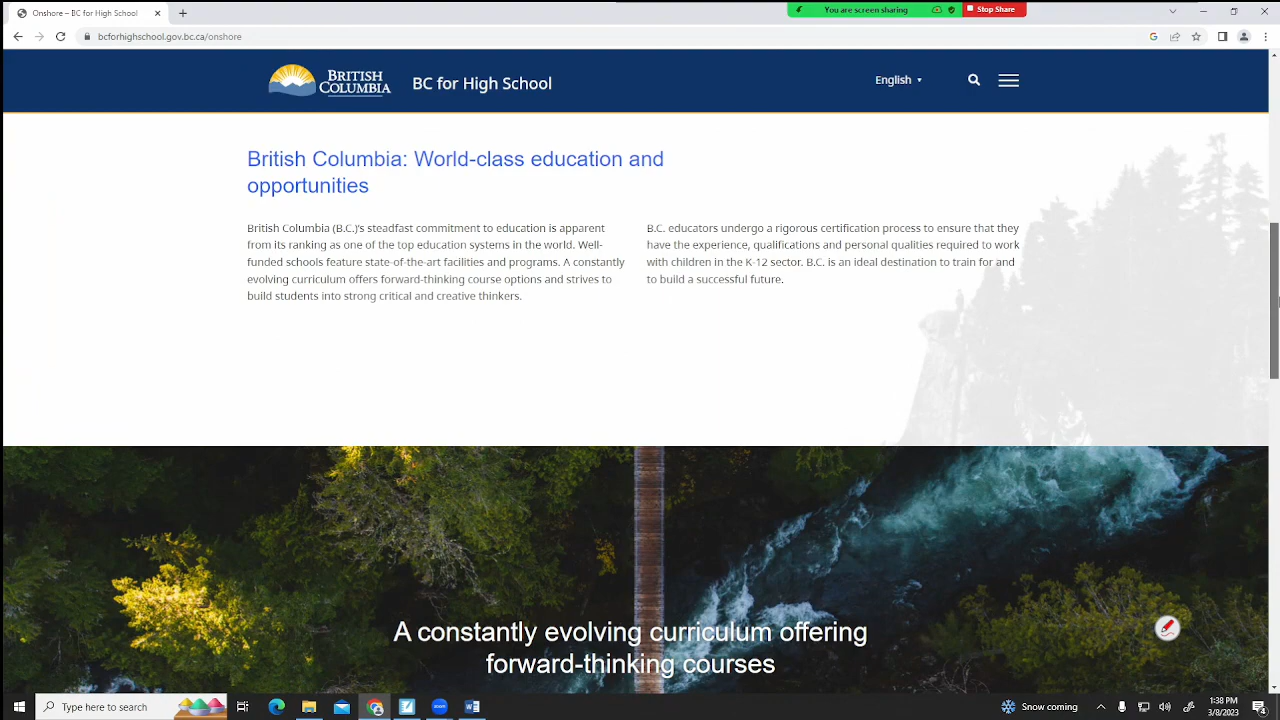 Onshore – BC for High School
You are screen sharing
Stop Share
bcforhighschool.gov.bc.ca/onshore
BRITISH
COLUMBIA
BC for High School
English
British Columbia: World-class education and
opportunities
British Columbia (B.C.)'s steadfast commitment to education is apparent
from its ranking as one of the top education systems in the world. Well-
funded schools feature state-of-the-art facilities and programs. A constantly
evolving curriculum offers forward-thinking course options and strives to
build students into strong critical and creative thinkers.
B.C. educators undergo a rigorous certification process to ensure that they
have the experience, qualifications and personal qualities required to work
with children in the K-12 sector. B.C. is an ideal destination to train for and
to build a successful future.
A constantly evolving curriculum offering
forward-thinking courses
Type here to search
zoom
Snow coming
1:38 PM
3/8/2023